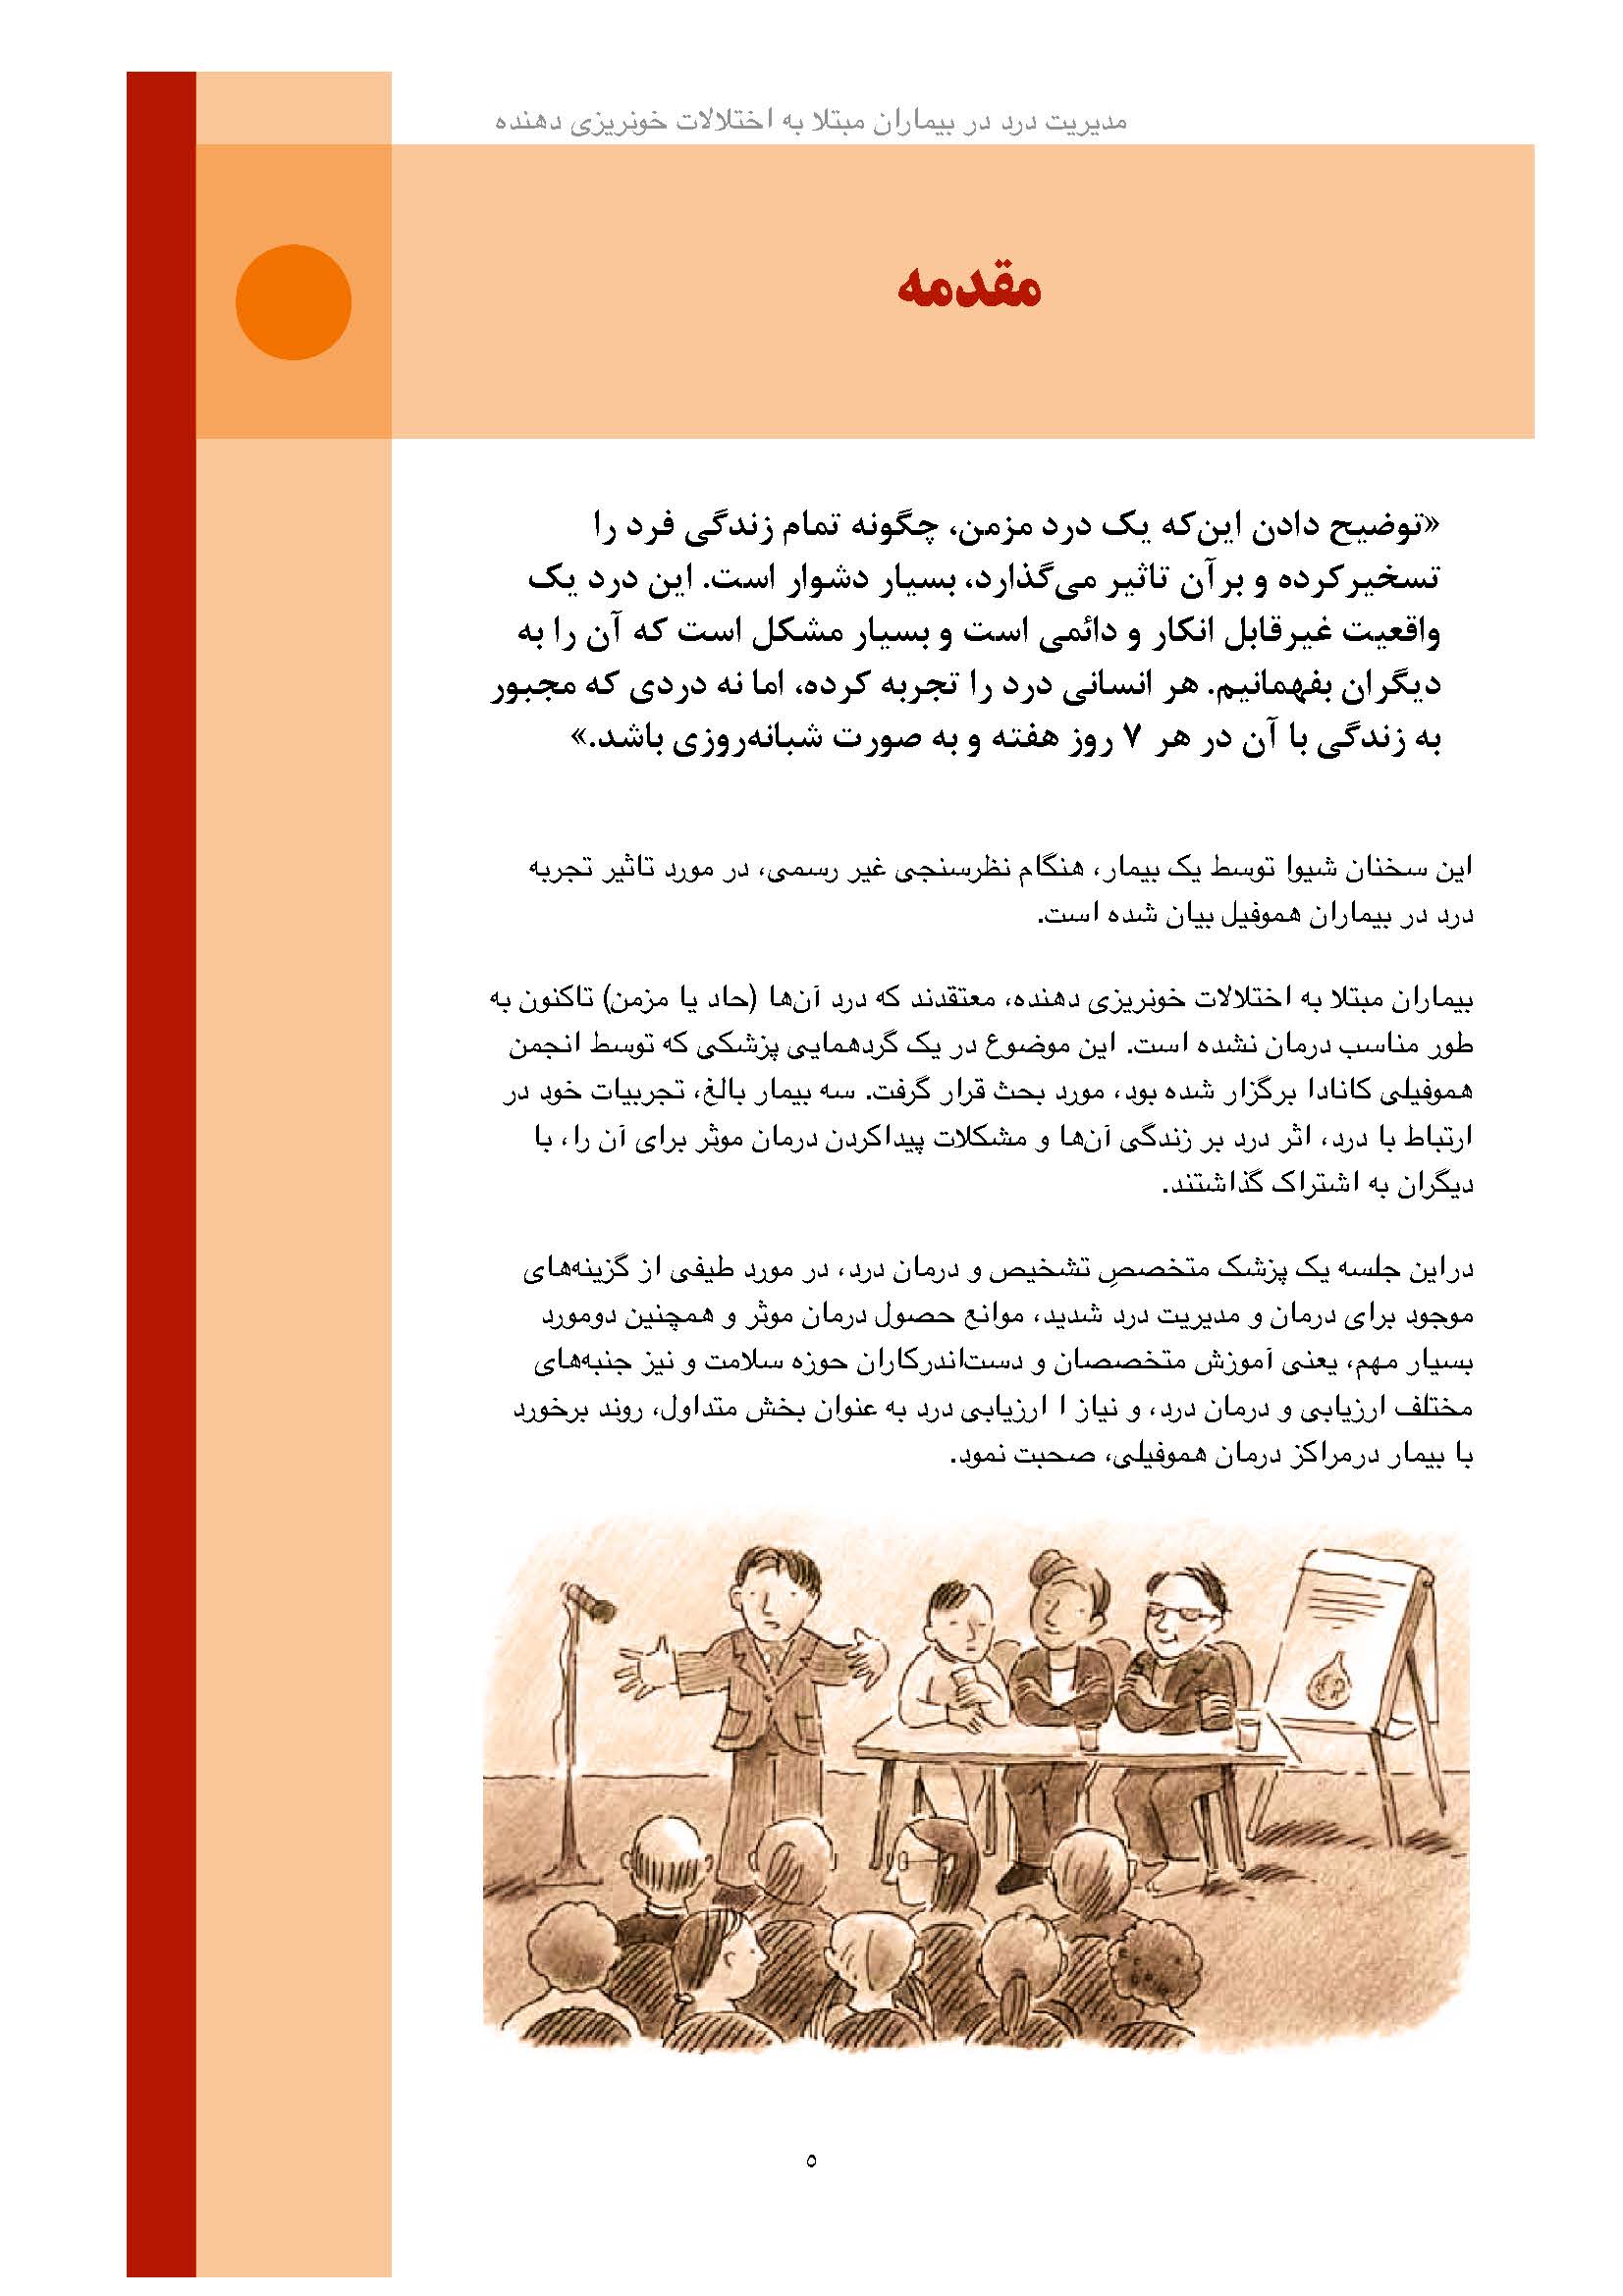 مدیریت درد در بیماران مبتلا به اختلالات خونریزی دهنده
مقدمه
«توضیح دادن این‌که یک درد مزمن، چگونه تمام زندگی فرد را
تسخیرکرده و برآن تاثیر می‌گذارد، بسیار دشوار است. این درد یک
واقعیت غیرقابل انکار و دائمی است و بسیار مشکل است که آن را به
دیگران بفهمانیم. هر انسانی درد را تجربه کرده، اما نه دردی که مجبور
به زندگی با آن در هر ۷ روز هفته و به صورت شبانه‌روزی باشد.»
این سخنان شیوا توسط یک بیمار، هنگام نظرسنجی غیر رسمی، در مورد تاثیر تجربه
درد در بیماران هموفیل بیان شده است.
بیماران مبتلا به اختلالات خونریزی دهنده، معتقدند که درد آن‌ها (حاد یا مزمن) تاکنون به
طور مناسب درمان نشده است. این موضوع در یک گردهمایی پزشکی که توسط انجمن
هموفیلی کانادا برگزار شده بود، مورد بحث قرار گرفت. سه بیمار بالغ، تجربیات خود در
ارتباط با درد، اثر درد بر زندگی آن‌ها و مشکلات پیداکردن درمان موثر برای آن را، با
دیگران به اشتراک گذاشتند.
دراین جلسه یک پزشک متخصصِ تشخیص و درمان درد، در مورد طیفی از گزینه‌های
موجود برای درمان و مدیریت درد شدید، موانع حصول درمان موثر و همچنین دومورد
بسیار مهم، یعنی آموزش متخصصان و دست‌اندرکاران حوزه سلامت و نیز جنبه‌های
مختلف ارزیابی و درمان درد، و نیاز ا ارزیابی درد به عنوان بخش متداول، روند برخورد
با بیمار درمراکز درمان هموفیلی، صحبت نمود.
۵